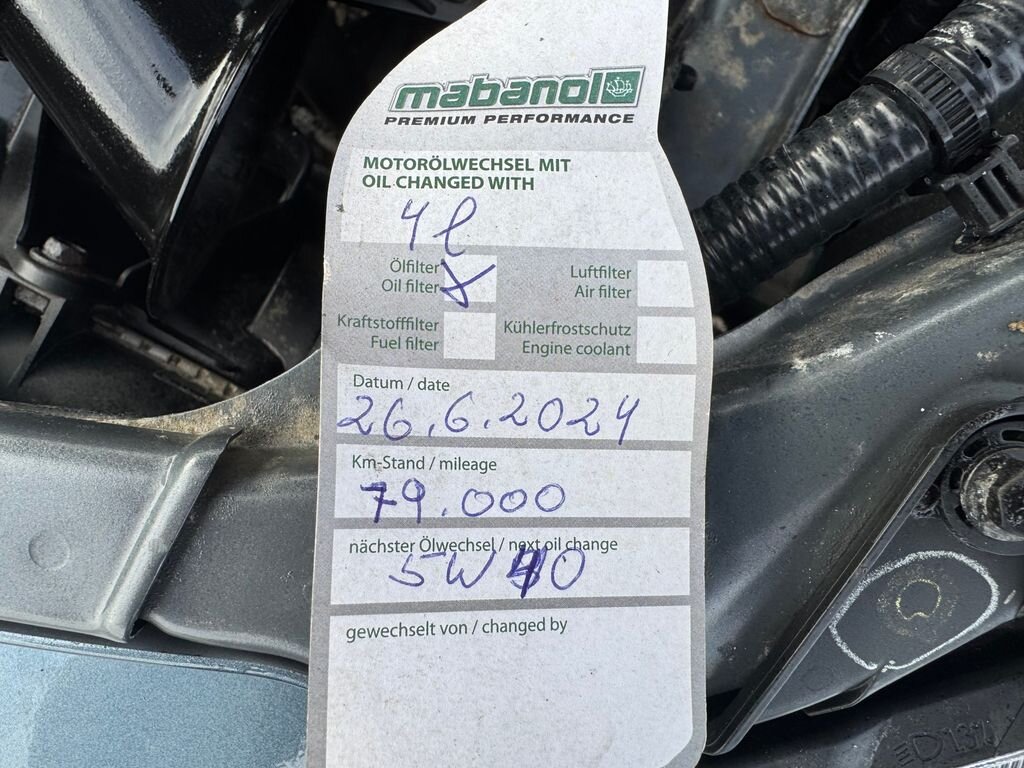 mabanol
PREMIUM PERFORMANCE
MOTORÖLWECHSEL MIT
OIL CHANGED WITH
4 l
Ölfilter
Oil filter X
Luftfilter
Air filter
Kraftstofffilter
Fuel filter
Kühlerfrostschutz
Engine coolant
Datum / date
26.6.2024
Km-Stand / mileage
79.000
nächster Ölwechsel / next oil change
5W40
gewechselt von / changed by